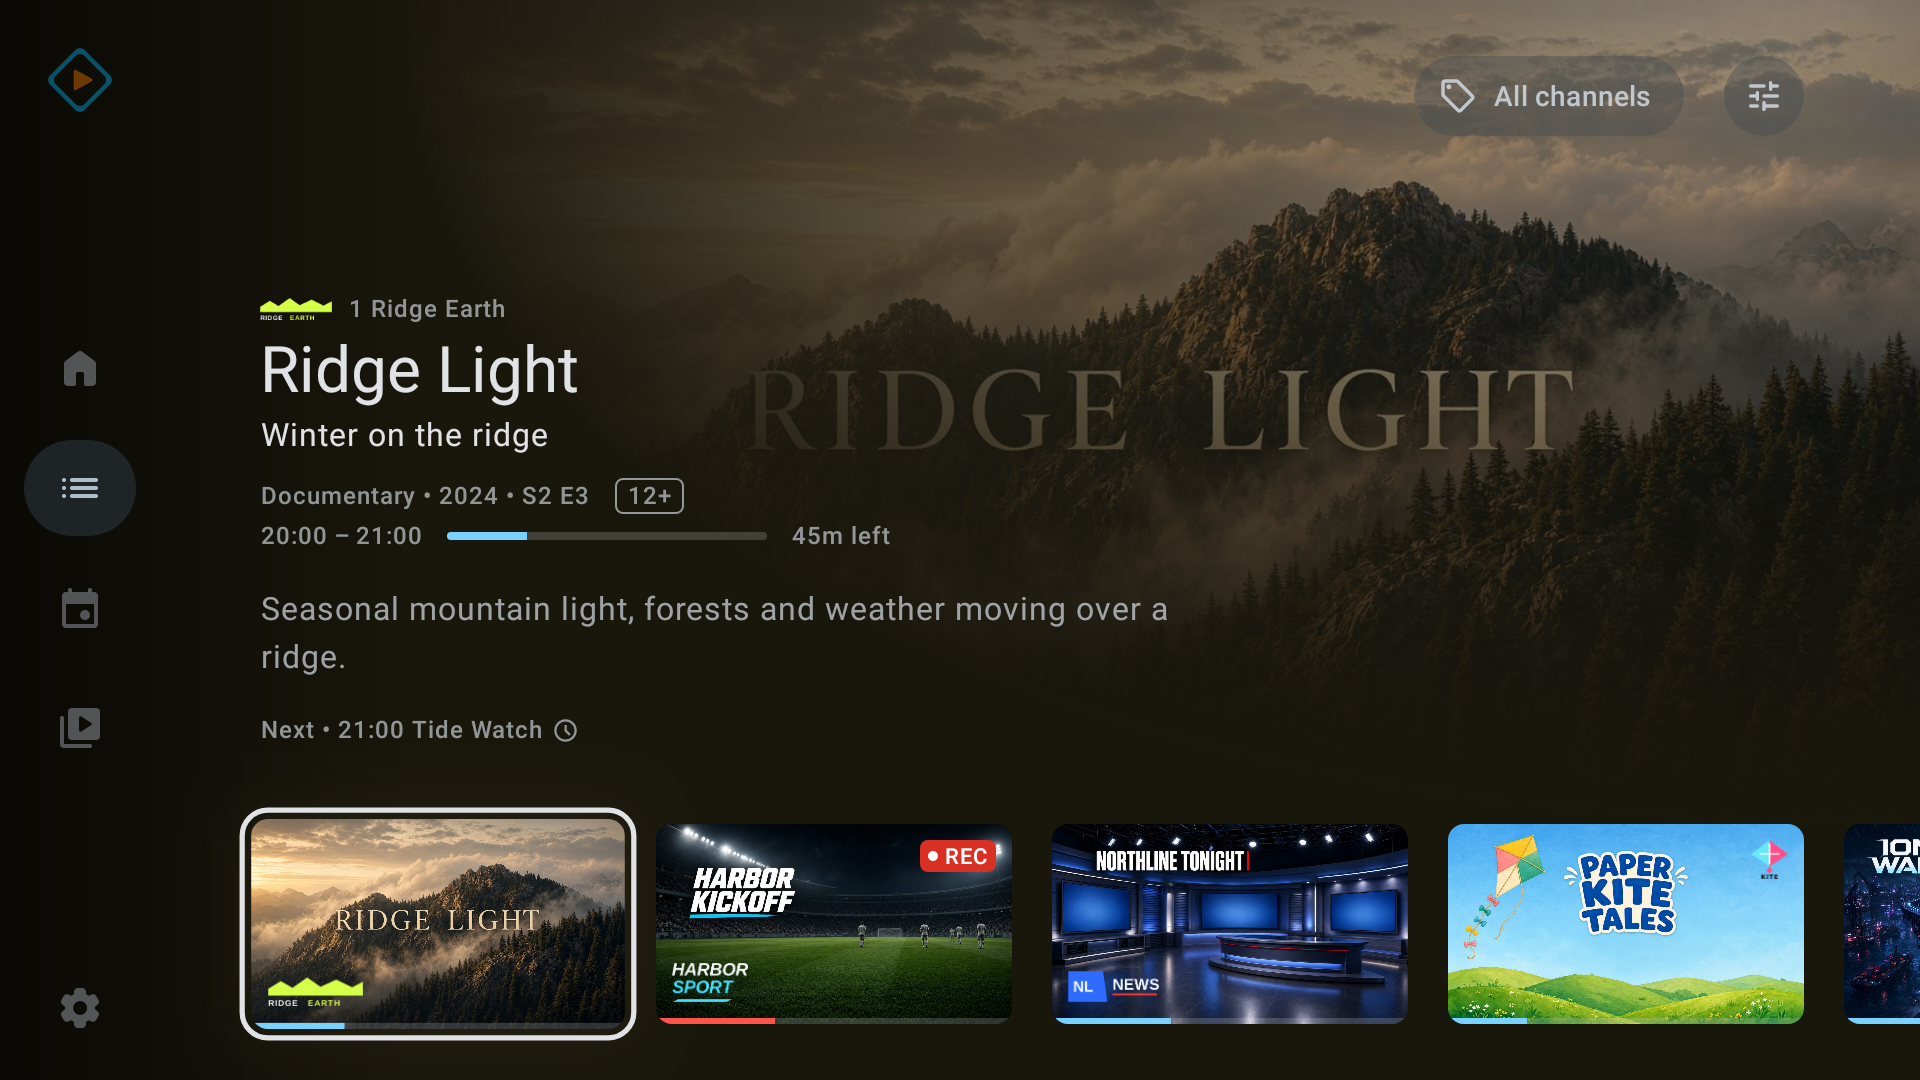 All channels
RIDGE EARTH
1 Ridge Earth
Ridge Light
Winter on the ridge
RIDGE LIGHT
Documentary • 2024 • S2 E3 12+
20:00 – 21:00 45m left
Seasonal mountain light, forests and weather moving over a
ridge.
Next • 21:00 Tide Watch
RIDGE LIGHT
RIDGE EARTH
REC
HARBOR
KICKOFF
HARBOR
SPORT
NORTHLINE TONIGHT
NL NEWS
PAPER
KITE
TALES
KITE